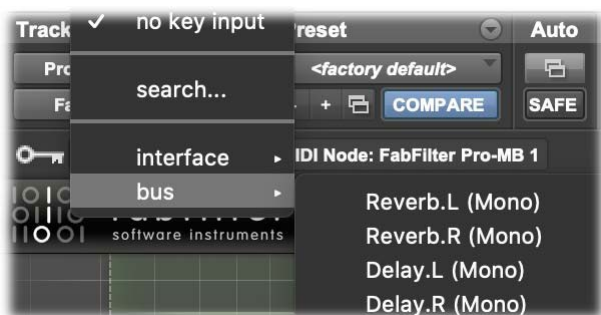 Track
no key input
reset
Auto
Pro
search...
<factory default>
Fa
+
COMPARE
SAFE
interface
IDI Node: FabFilter Pro-MB 1
bus
software instruments
Reverb.L (Mono)
Reverb.R (Mono)
Delay.L (Mono)
Delay.R (Mono)